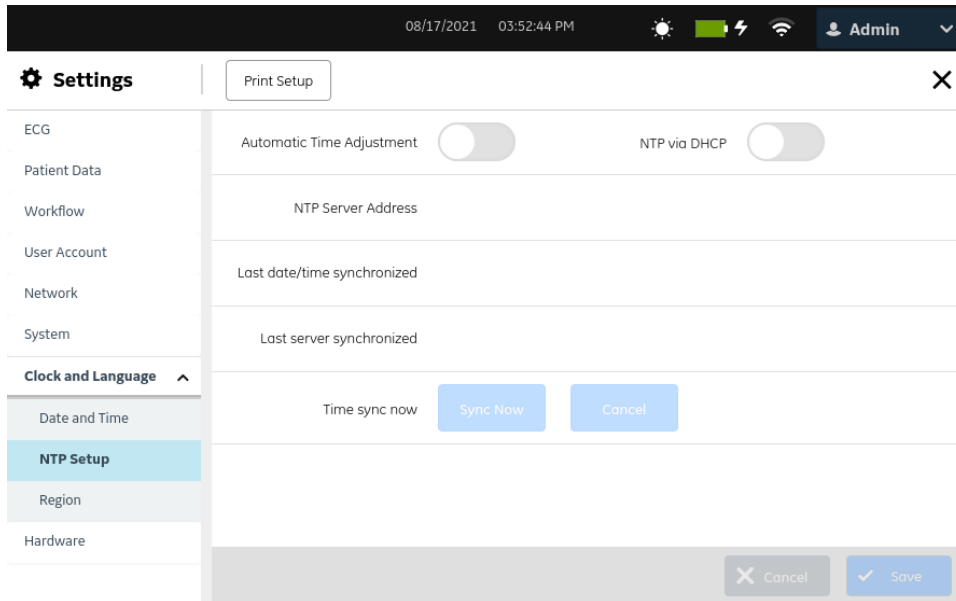 08/17/2021 03:52:44 PM Admin
Settings
Print Setup
ECG
Patient Data
Workflow
User Account
Network
System
Clock and Language
Date and Time
NTP Setup
Region
Hardware
Automatic Time Adjustment
NTP via DHCP
NTP Server Address
Last date/time synchronized
Last server synchronized
Time sync now
Sync Now
Cancel
Cancel
Save